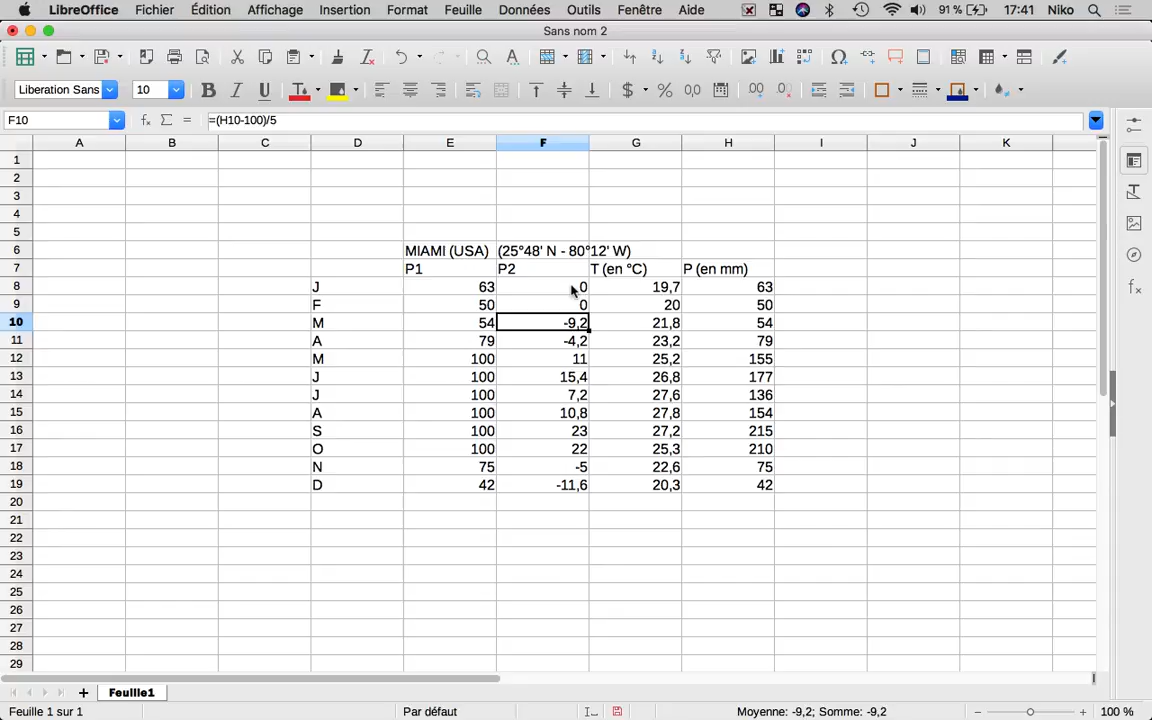 LibreOffice Fichier Édition Affichage Insertion Format Feuille Données Outils Fenêtre Aide 91 % 17:41 Niko
Sans nom 2
Liberation Sans 10
F10 =(H10-100)/5
A B C D E F G H I J K
1
2
3
4
5
6 MIAMI (USA) (25°48' N - 80°12' W)
7 P1 P2 T (en °C) P (en mm)
8 J 63 0 19,7 63
9 F 50 0 20 50
10 M 54 -9,2 21,8 54
11 A 79 -4,2 23,2 79
12 M 100 11 25,2 155
13 J 100 15,4 26,8 177
14 J 100 7,2 27,6 136
15 A 100 10,8 27,8 154
16 S 100 23 27,2 215
17 O 100 22 25,3 210
18 N 75 -5 22,6 75
19 D 42 -11,6 20,3 42
20
21
22
23
24
25
26
27
28
29
Feuille1
Feuille 1 sur 1 Par défaut Moyenne: -9,2; Somme: -9,2 100 %